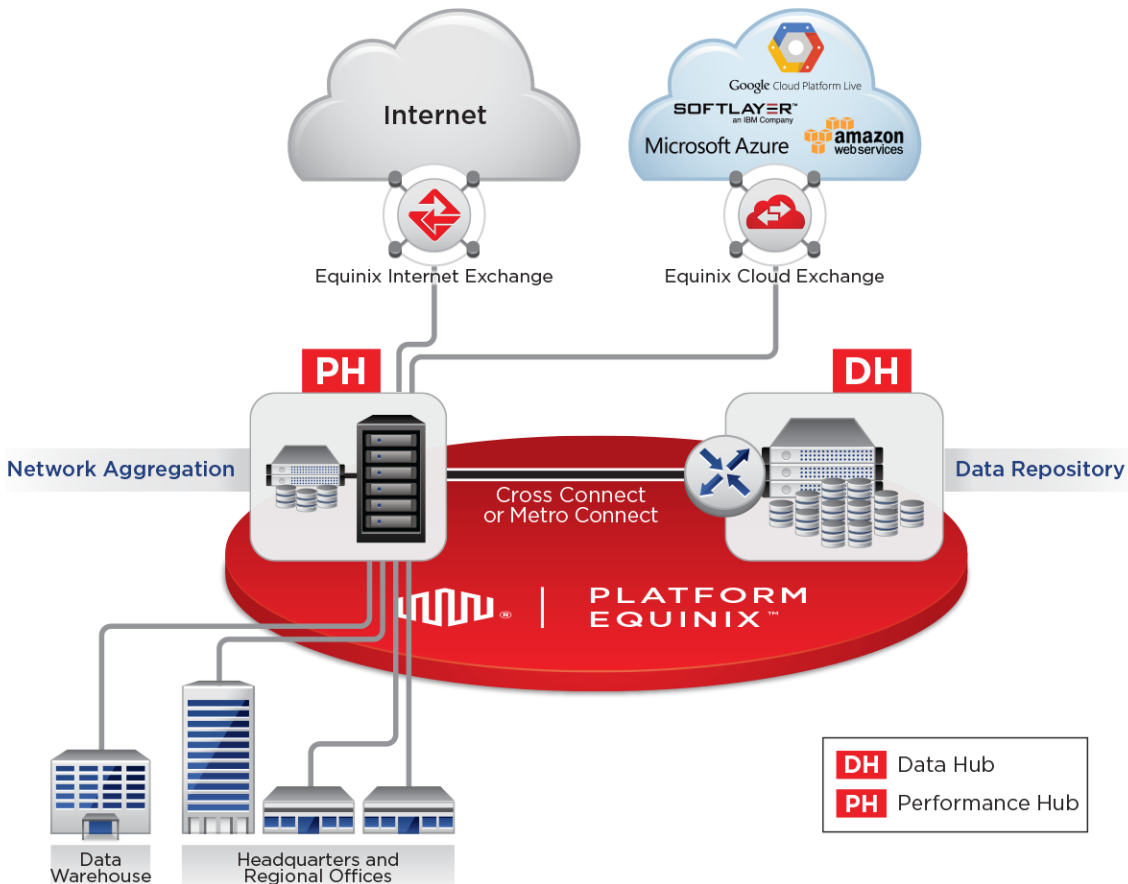 Internet
Google Cloud Platform Live
SOFTLAYER™
an IBM Company
Microsoft Azure
amazon
webservices
Equinix Internet Exchange
Equinix Cloud Exchange
PH
DH
Network Aggregation
Data Repository
Cross Connect
or Metro Connect
®
PLATFORM
EQUINIX™
DH Data Hub
PH Performance Hub
Data
Warehouse
Headquarters and
Regional Offices